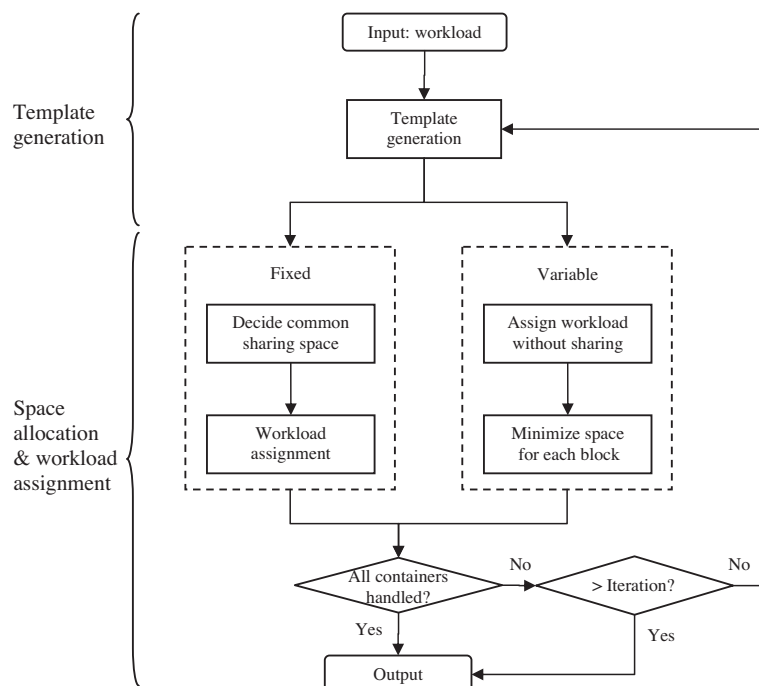 Input: workload
Template
generation
Template
generation
Fixed
Variable
Decide common
sharing space
Assign workload
without sharing
Space
allocation
& workload
assignment
Workload
assignment
Minimize space
for each block
All containers
handled?
No
> Iteration?
No
Yes
Yes
Output